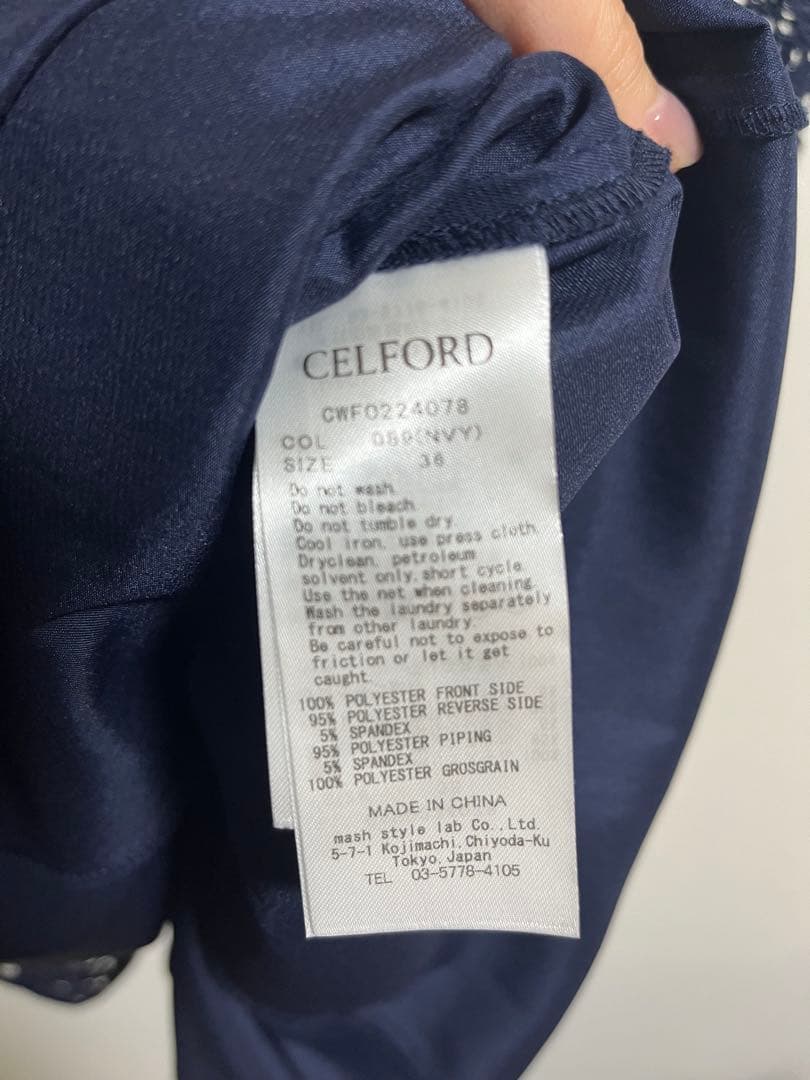 CELFORD
CWFO224078
COL 089(NVY)
SIZE 36
Do not wash.
Do not bleach.
Do not tumble dry.
Cool iron, use press cloth.
Dryclean, petroleum
solvent only, short cycle.
Use the net when cleaning.
Wash the laundry separately
from other laundry.
Be careful not to expose to
friction or let it get
caught.
100% POLYESTER FRONT SIDE
95% POLYESTER REVERSE SIDE
5% SPANDEX
95% POLYESTER PIPING
5% SPANDEX
100% POLYESTER GROSGRAIN
MADE IN CHINA
mash style lab Co.,Ltd.
5-7-1 Kojimachi,Chiyoda-Ku
Tokyo,Japan
TEL 03-5778-4105